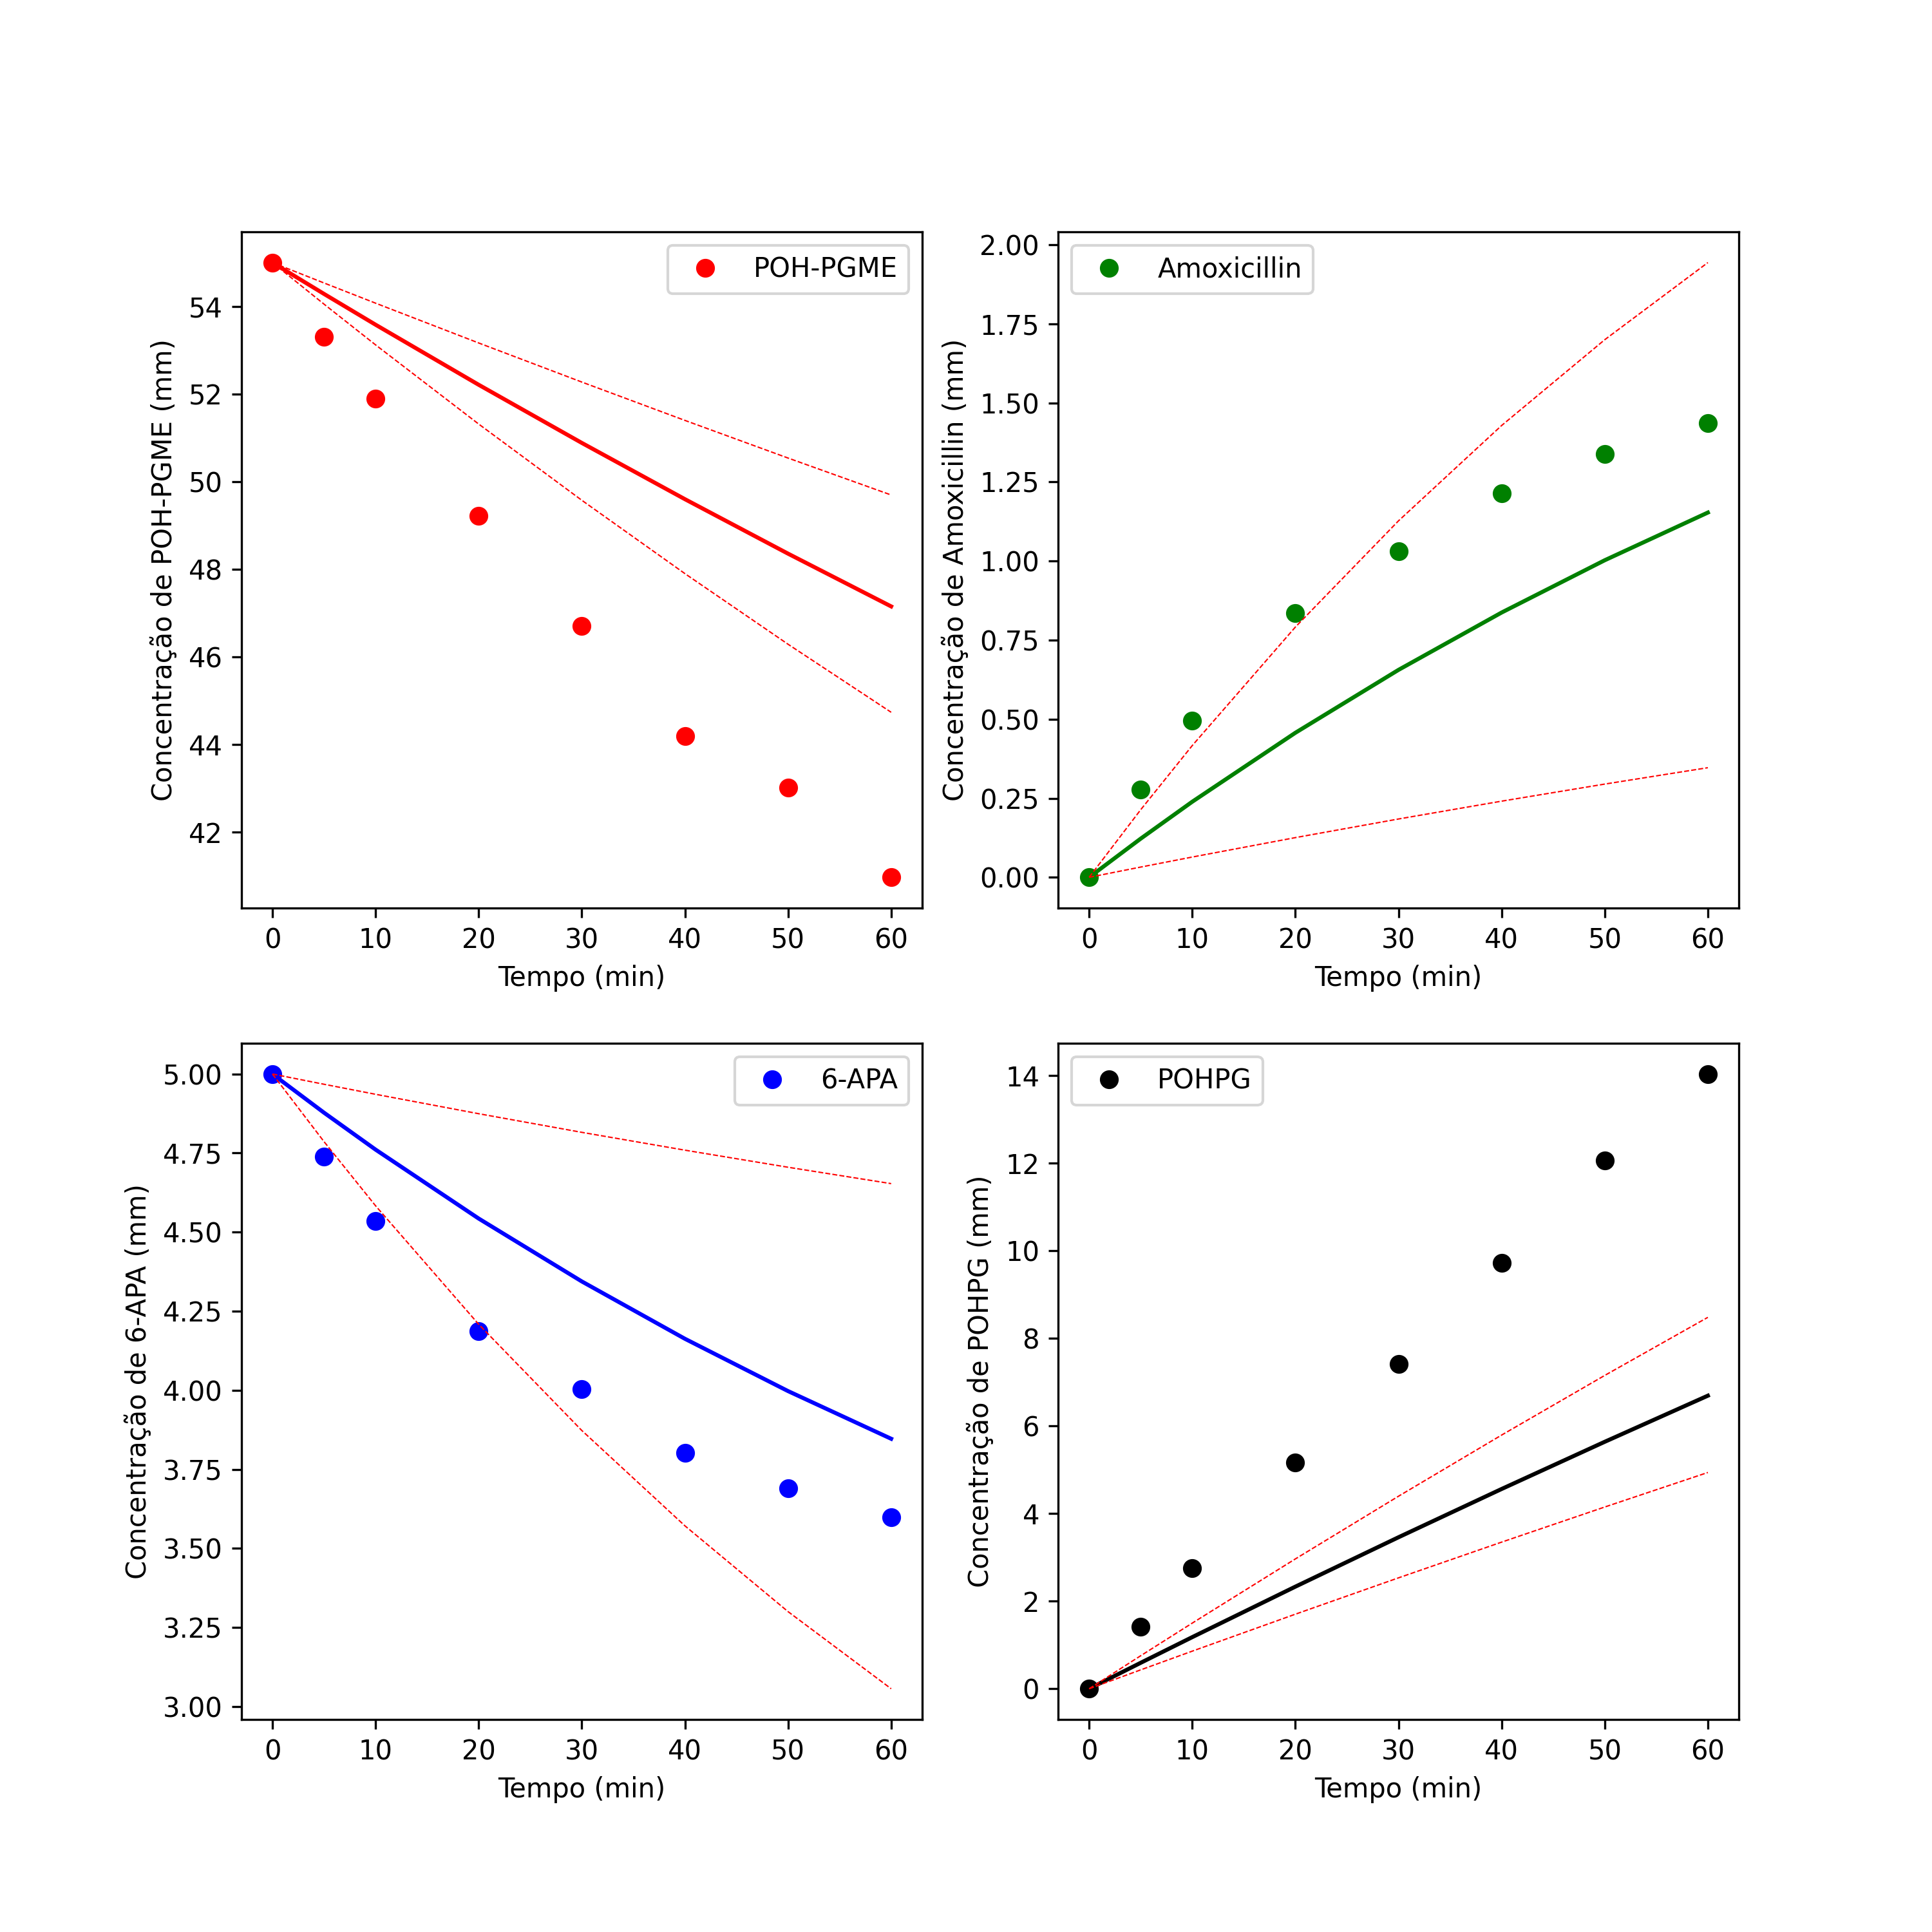 POH-PGME
Concentração de POH-PGME (mm)
54
52
50
48
46
44
42
0 10 20 30 40 50 60
Tempo (min)
Amoxicillin
Concentração de Amoxicillin (mm)
2.00
1.75
1.50
1.25
1.00
0.75
0.50
0.25
0.00
0 10 20 30 40 50 60
Tempo (min)
6-APA
Concentração de 6-APA (mm)
5.00
4.75
4.50
4.25
4.00
3.75
3.50
3.25
3.00
0 10 20 30 40 50 60
Tempo (min)
POHPG
Concentração de POHPG (mm)
14
12
10
8
6
4
2
0
0 10 20 30 40 50 60
Tempo (min)